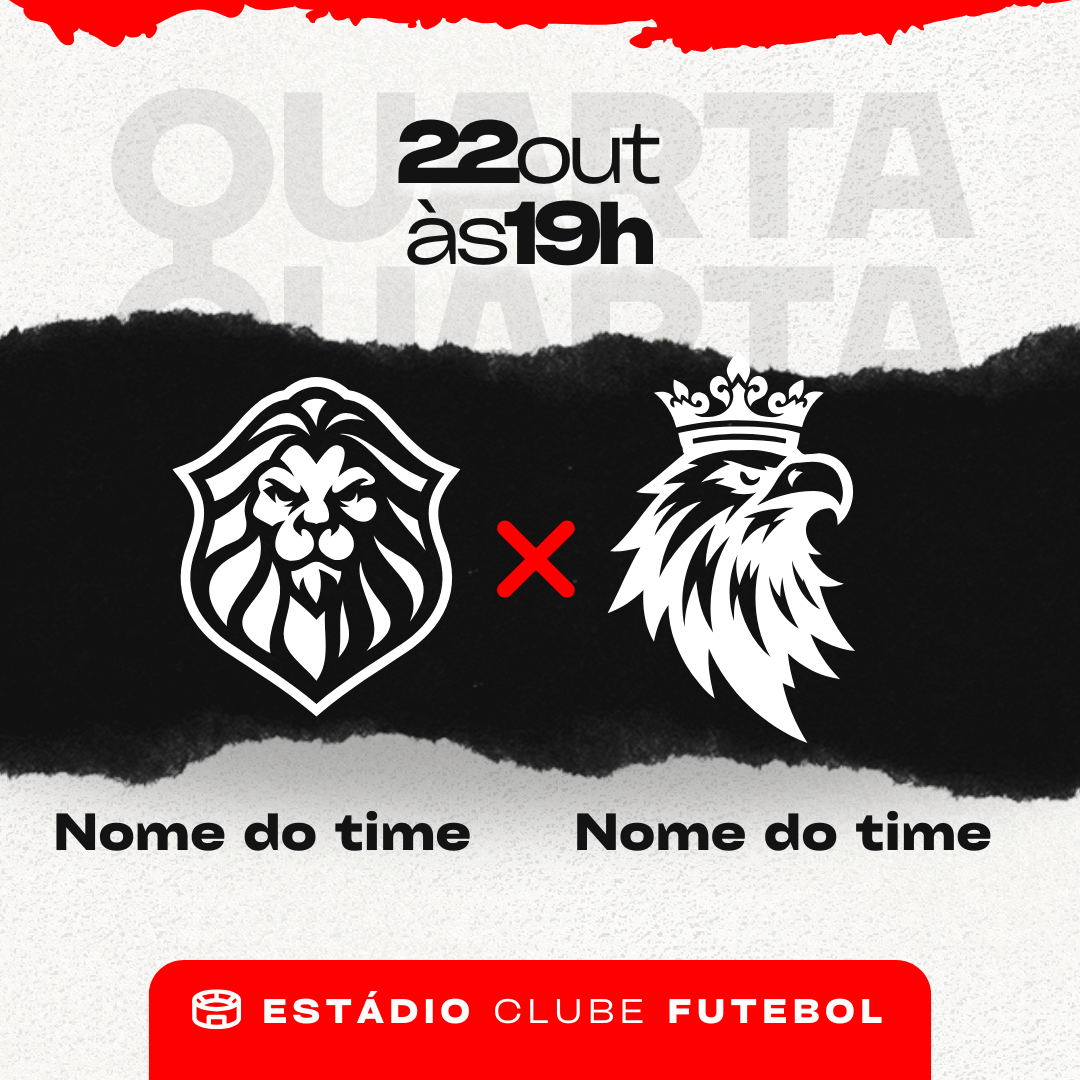 QUARTA
22out
às19h
QUARTA
Nome do time
Nome do time
ESTÁDIO CLUBE FUTEBOL